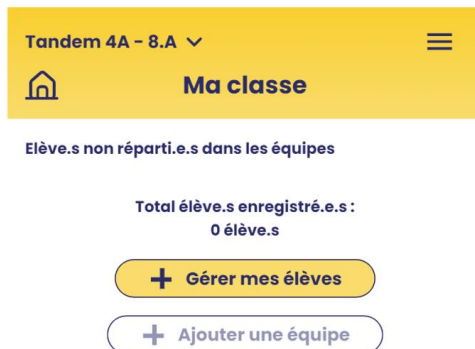 Tandem 4A - 8.A
Ma classe
Elève.s non réparti.e.s dans les équipes
Total élève.s enregistré.e.s :
0 élève.s
+ Gérer mes élèves
+ Ajouter une équipe